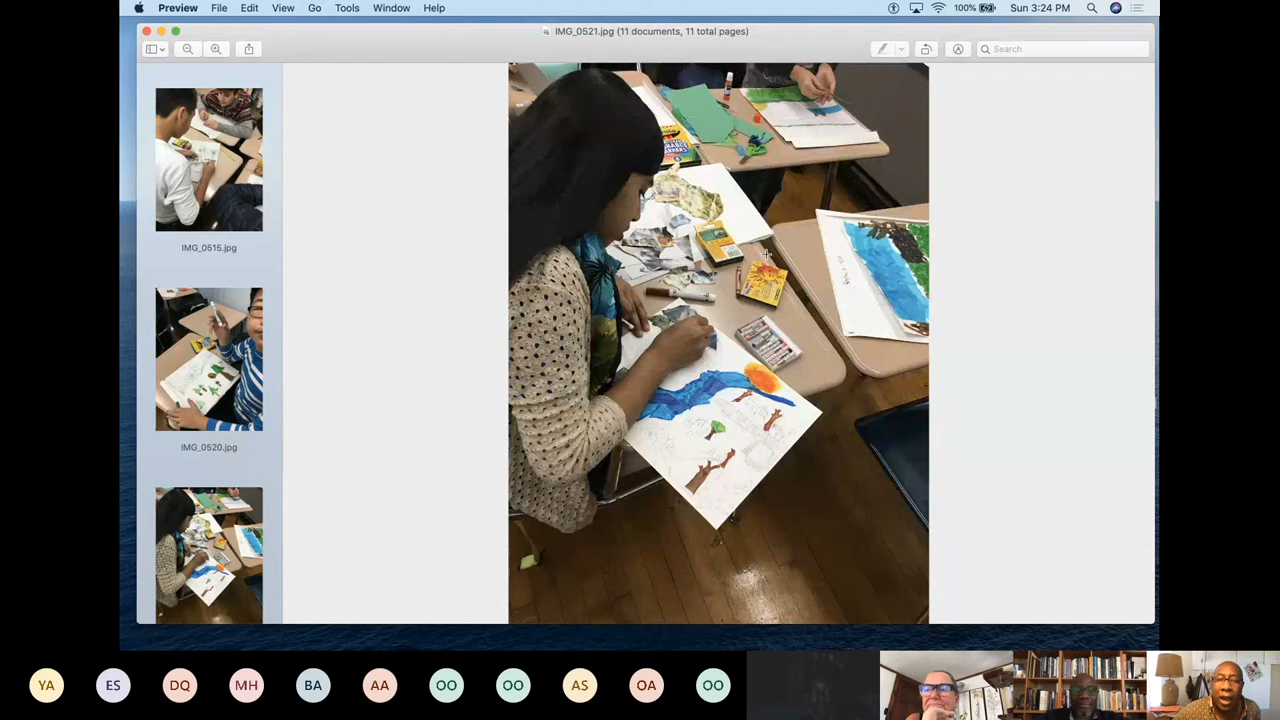 Preview File Edit View Go Tools Window Help 100% Sun 3:24 PM
IMG_0521.jpg (11 documents, 11 total pages)
Search
IMG_0515.jpg
IMG_0520.jpg
YA ES DQ MH BA AA OO OO AS OA OO